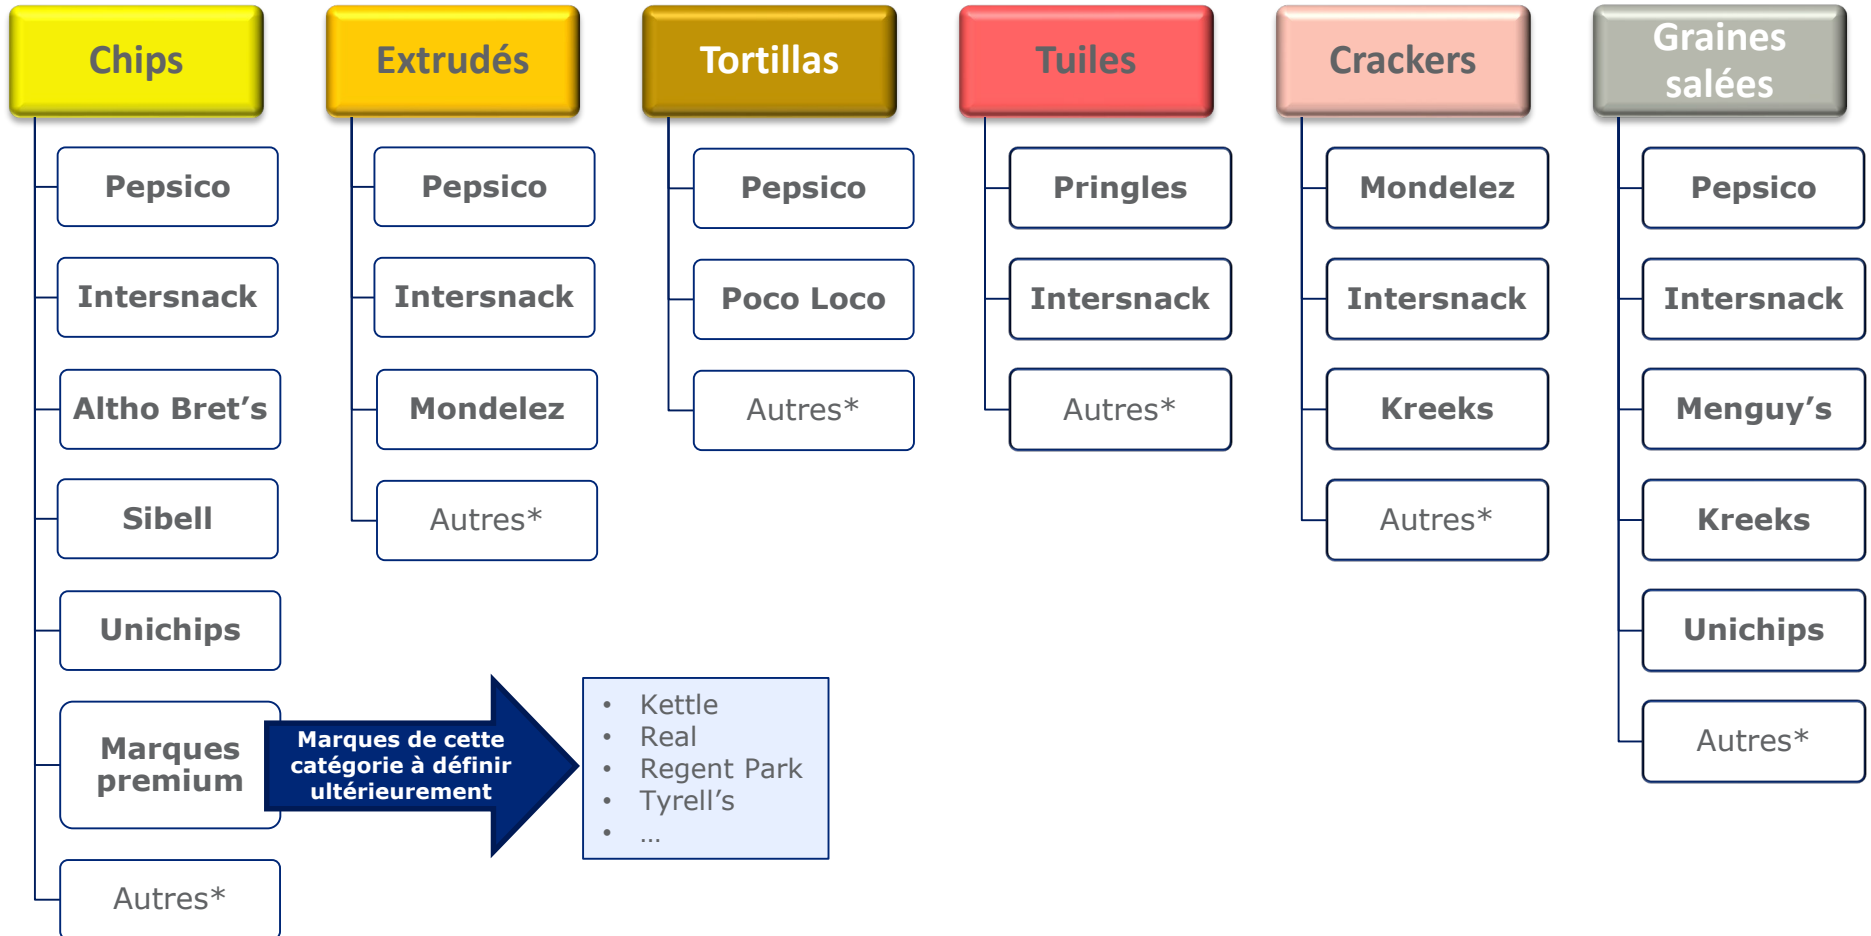 Chips
Pepsico
Intersnack
Altho Bret’s
Sibell
Unichips
Marques
premium
Autres*
Marques de cette
catégorie à définir
ultérieurement
• Kettle
• Real
• Regent Park
• Tyrell’s
• ...
Extrudés
Pepsico
Intersnack
Mondelez
Autres*
Tortillas
Pepsico
Poco Loco
Autres*
Tuiles
Pringles
Intersnack
Autres*
Crackers
Mondelez
Intersnack
Kreeks
Autres*
Graines
salées
Pepsico
Intersnack
Menguy’s
Kreeks
Unichips
Autres*